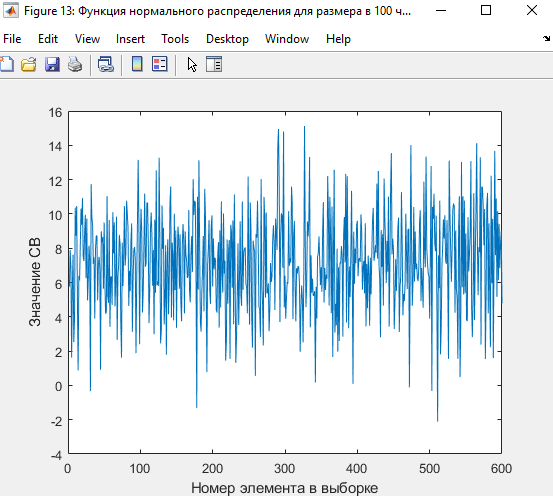 Figure 13: Функция нормального распределения для размера в 100 ч...
File Edit View Insert Tools Desktop Window Help
16
14
12
10
8
6
4
2
0
-2
-4
Значение СВ
0 100 200 300 400 500 600
Номер элемента в выборке